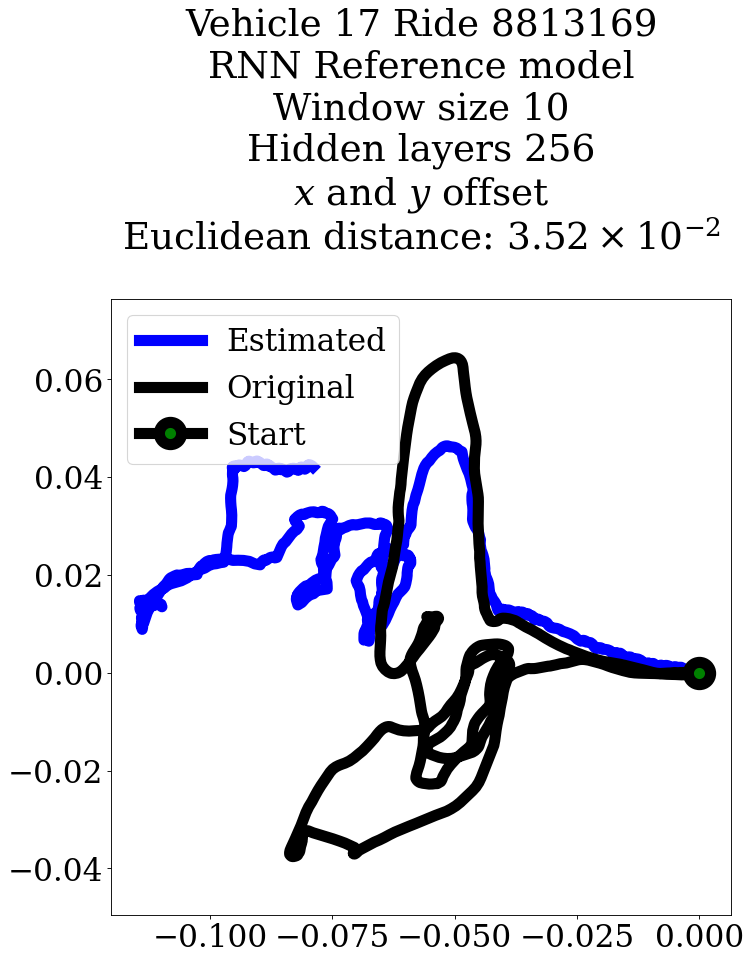 Vehicle 17 Ride 8813169
RNN Reference model
Window size 10
Hidden layers 256
x and y offset
Euclidean distance: 3.52 × 10⁻²
Estimated
Original
Start
0.06
0.04
0.02
0.00
−0.02
−0.04
−0.100 −0.075 −0.050 −0.025 0.000